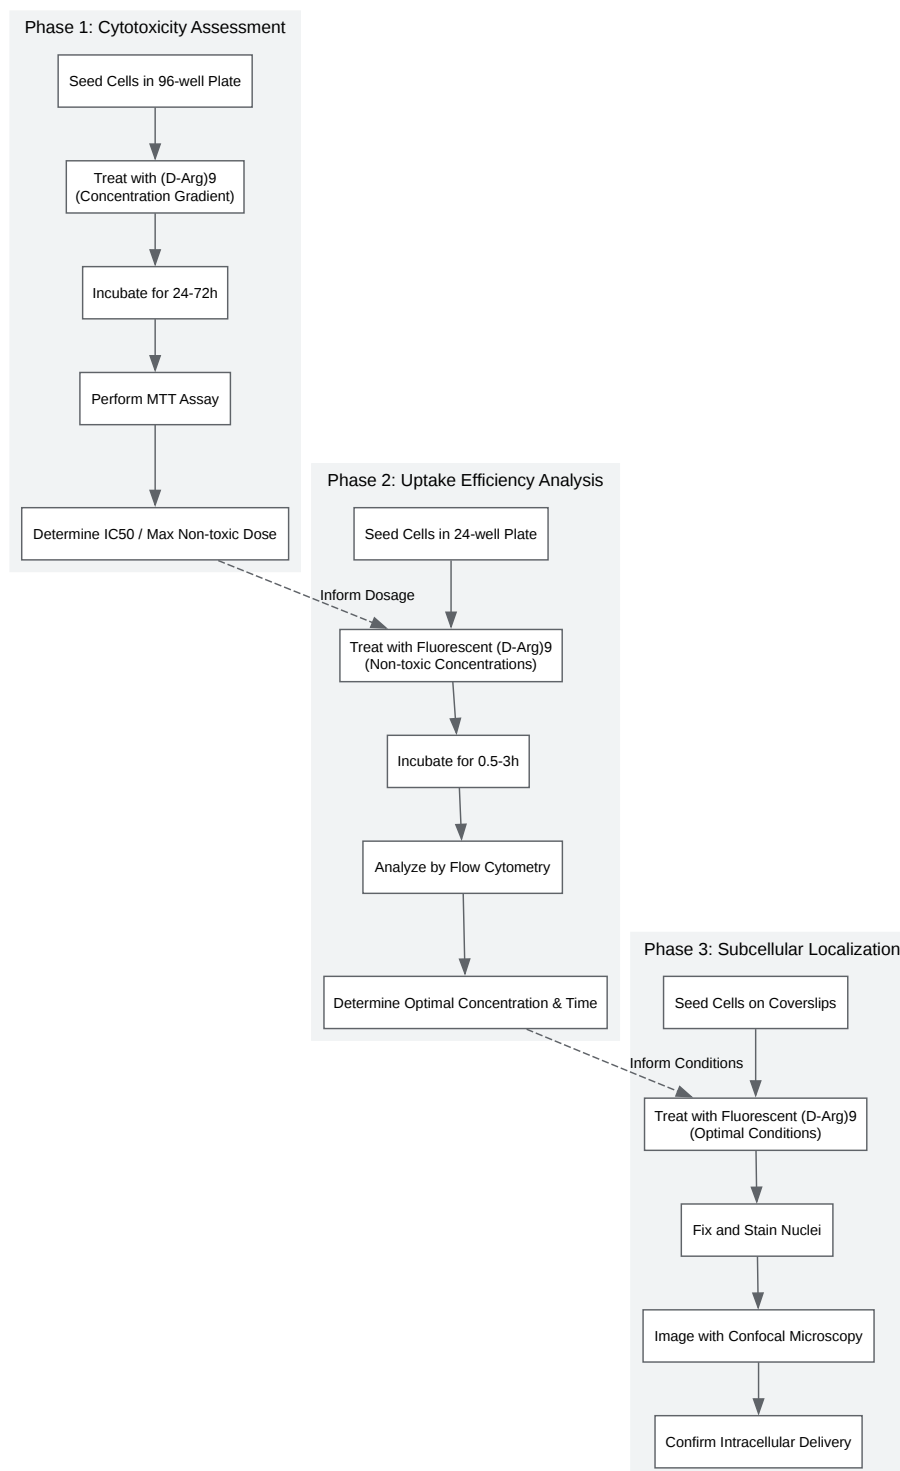 Phase 1: Cytotoxicity Assessment
Seed Cells in 96-well Plate
Treat with (D-Arg)9
(Concentration Gradient)
Incubate for 24-72h
Perform MTT Assay
Determine IC50 / Max Non-toxic Dose
Inform Dosage
Phase 2: Uptake Efficiency Analysis
Seed Cells in 24-well Plate
Treat with Fluorescent (D-Arg)9
(Non-toxic Concentrations)
Incubate for 0.5-3h
Analyze by Flow Cytometry
Determine Optimal Concentration & Time
Inform Conditions
Phase 3: Subcellular Localization
Seed Cells on Coverslips
Treat with Fluorescent (D-Arg)9
(Optimal Conditions)
Fix and Stain Nuclei
Image with Confocal Microscopy
Confirm Intracellular Delivery